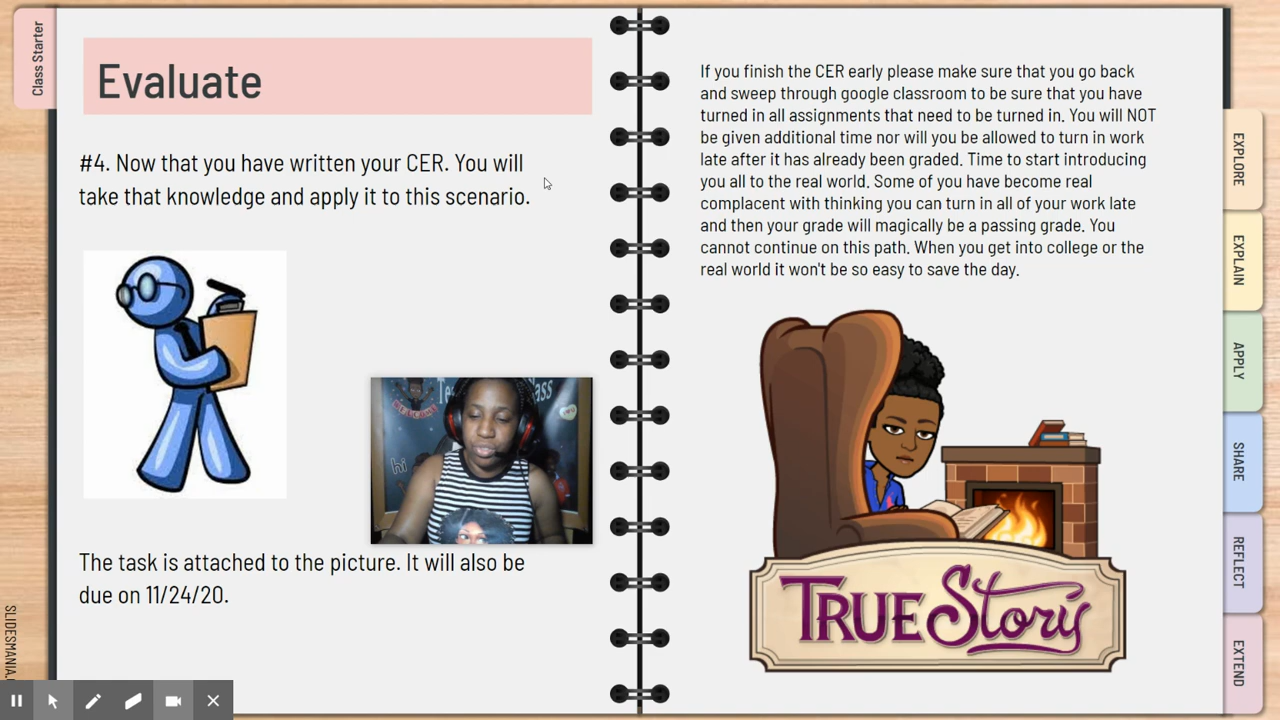 Class Starter
Evaluate
#4. Now that you have written your CER. You will
take that knowledge and apply it to this scenario.
hi
The task is attached to the picture. It will also be
due on 11/24/20.
SLIDESMANIA.
If you finish the CER early please make sure that you go back
and sweep through google classroom to be sure that you have
turned in all assignments that need to be turned in. You will NOT
be given additional time nor will you be allowed to turn in work
late after it has already been graded. Time to start introducing
you all to the real world. Some of you have become real
complacent with thinking you can turn in all of your work late
and then your grade will magically be a passing grade. You
cannot continue on this path. When you get into college or the
real world it won't be so easy to save the day.
TRUE Story
EXPLORE
EXPLAIN
APPLY
SHARE
REFLECT
EXTEND